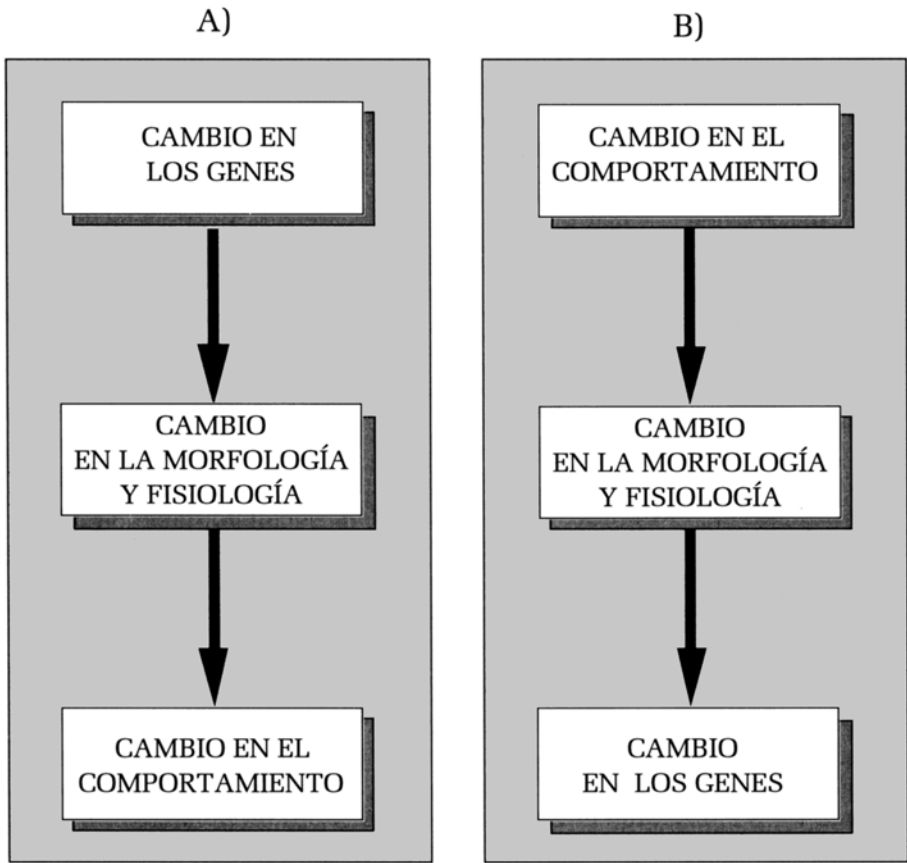 A)
CAMBIO EN
LOS GENES
CAMBIO
EN LA MORFOLOGÍA
Y FISIOLOGÍA
CAMBIO EN EL
COMPORTAMIENTO
B)
CAMBIO EN EL
COMPORTAMIENTO
CAMBIO
EN LA MORFOLOGÍA
Y FISIOLOGÍA
CAMBIO
EN LOS GENES